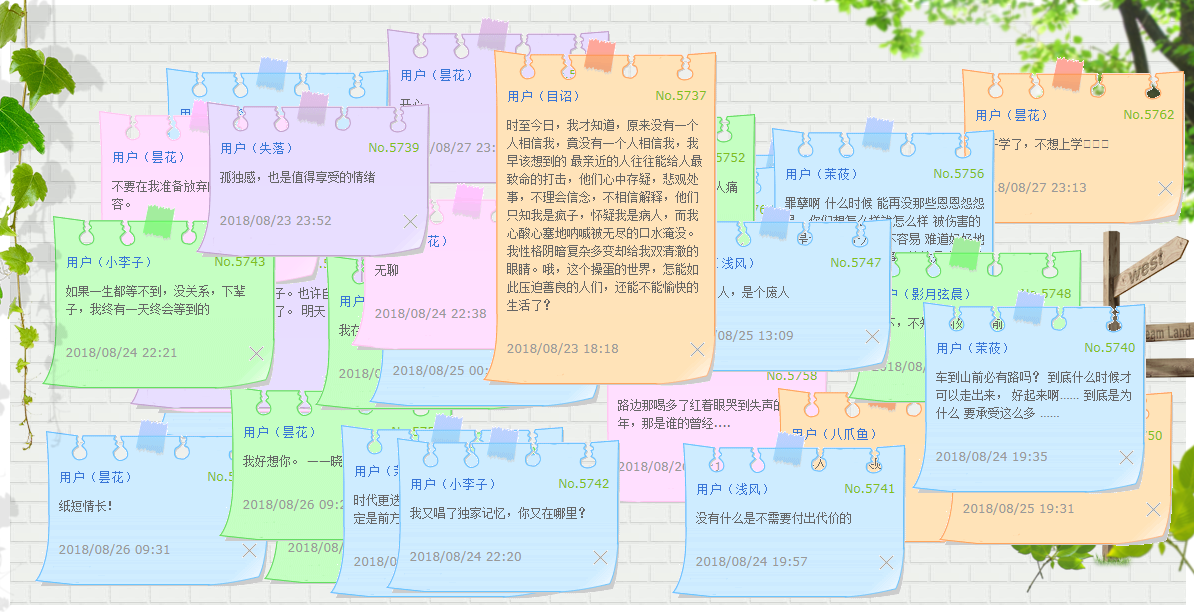 用户（昙花）
开心
/08/27 23:
用户（目诏）
No.5737
时至今日，我才知道，原来没有一个
人相信我，竟没有一个人相信我，我
早该想到的 最亲近的人往往能给人最
致命的打击，他们心中存疑，悲观处
事，不理会信念，不相信解释，他们
只知我是疯子，怀疑我是病人，而我
心酸心塞地呐喊被无尽的口水淹没。
我性格阴暗复杂多变却给我双清澈的
眼睛。哦，这个操蛋的世界，怎能如
此压迫善良的人们，还能不能愉快的
生活了？
2018/08/23 18:18
用户（昙花）
No.5762
学了，不想上学
/08/27 23:13
用户（昙花）
不要在我准备放弃
容。
用户（失落）
No.5739
孤独感，也是值得享受的情绪
2018/08/23 23:52
5752
人痛
用户（茉莜）
No.5756
罪孽啊 什么时候 能再没那些恩恩怨怨
用户（小李子）
No.5743
如果一生都等不到，没关系，下辈
子，我终有一天终会等到的
2018/08/24 22:21
子。也许自
了。 明天
花）
无聊
2018/08/24 22:38
用户
我在
2018/0
2018/08/25 00:
（浅风）
No.5747
人，是个废人
08/25 13:09
（影月弦晨）
No.5748
用户（茉莜）
No.5740
车到山前必有路吗？ 到底什么时候才
可以走出来， 好起来啊…… 到底是为
什么 要承受这么多 ……
2018/08/24 19:35
west
eam Land
No.5758
路边那喝多了红着眼哭到失声的
年，那是谁的曾经....
2018/08/2
用户（八爪鱼）
50
2018/08/25 19:31
用户（昙花）
No.5
纸短情长！
2018/08/26 09:31
用户（昙花）
我好想你。 一一晓
2018/08/26 09:2
2018/08/
用户（茉
时代更迭
定是前方
2018/0
用户（小李子）
No.5742
我又唱了独家记忆，你又在哪里？
2018/08/24 22:20
用户（浅风）
No.5741
没有什么是不需要付出代价的
2018/08/24 19:57